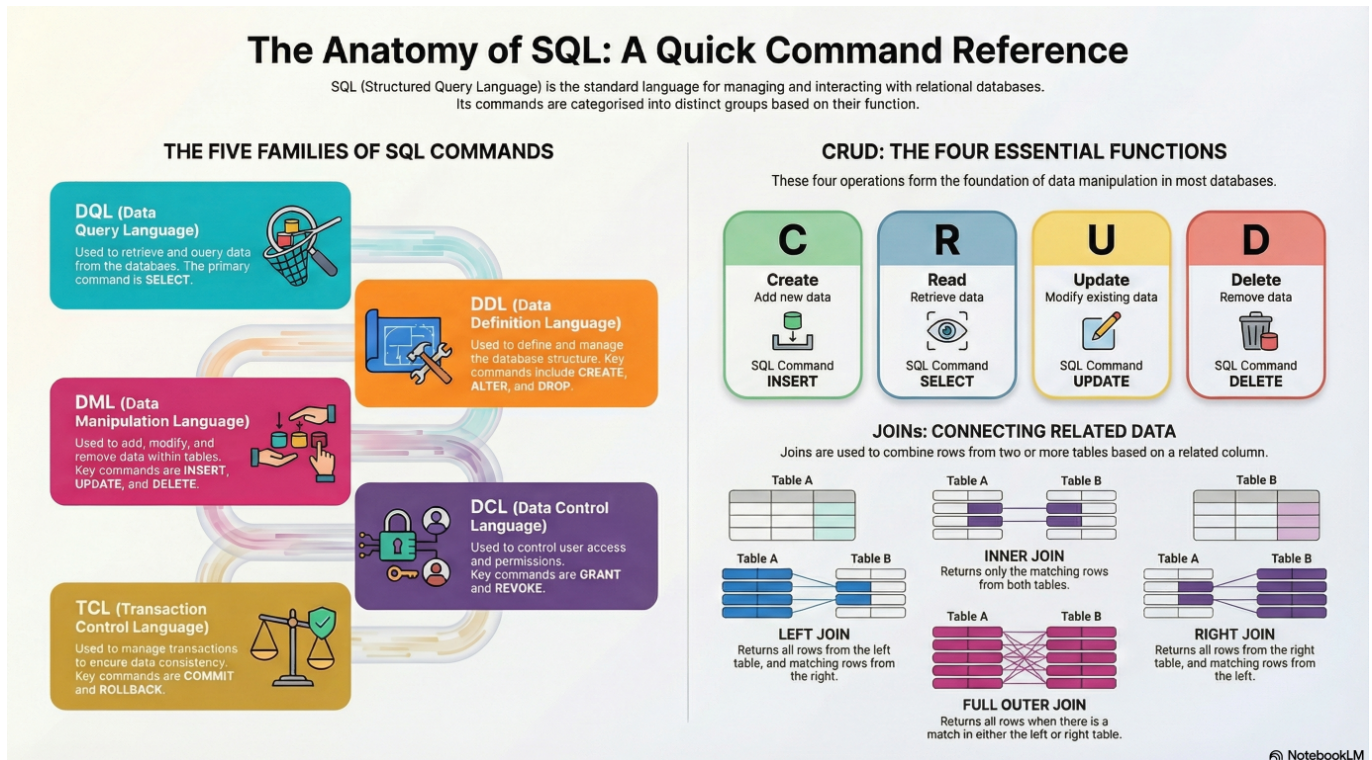 The Anatomy of SQL: A Quick Command Reference
SQL (Structured Query Language) is the standard language for managing and interacting with relational databases.
Its commands are categorised into distinct groups based on their function.
THE FIVE FAMILIES OF SQL COMMANDS
DQL (Data
Query Language)
Used to retrieve and ouery data
from the databaes. The primary
command is SELECT.
DDL (Data
Definition Language)
Used to define and manage
the database structure. Key
commands include CREATE,
ALTER, and DROP.
DML (Data
Manipulation Language)
Used to add, modify, and
remove data within tables.
Key commands are INSERT,
UPDATE, and DELETE.
DCL (Data Control
Language)
Used to control user access
and permissions.
Key commands are GRANT
and REVOKE.
TCL (Transaction
Control Language)
Used to manage transactions
to encure data consistency.
Key commands are COMMIT
and ROLLBACK.
CRUD: THE FOUR ESSENTIAL FUNCTIONS
These four operations form the foundation of data manipulation in most databases.
C
Create
Add new data
SQL Command
INSERT
R
Read
Retrieve data
SQL Command
SELECT
U
Update
Modify existing data
SQL Command
UPDATE
D
Delete
Remove data
SQL Command
DELETE
JOINs: CONNECTING RELATED DATA
Joins are used to combine rows from two or more tables based on a related column.
Table A
Table A
Table B
Table B
INNER JOIN
Returns only the matching rows
from both tables.
Table A
Table B
LEFT JOIN
Returns all rows from the left
table, and matching rows from
the right.
Table A
Table B
FULL OUTER JOIN
Returns all rows when there is a
match in either the left or right table.
Table A
Table B
RIGHT JOIN
Returns all rows from the right
table, and matching rows from
the left.
NotebookLM